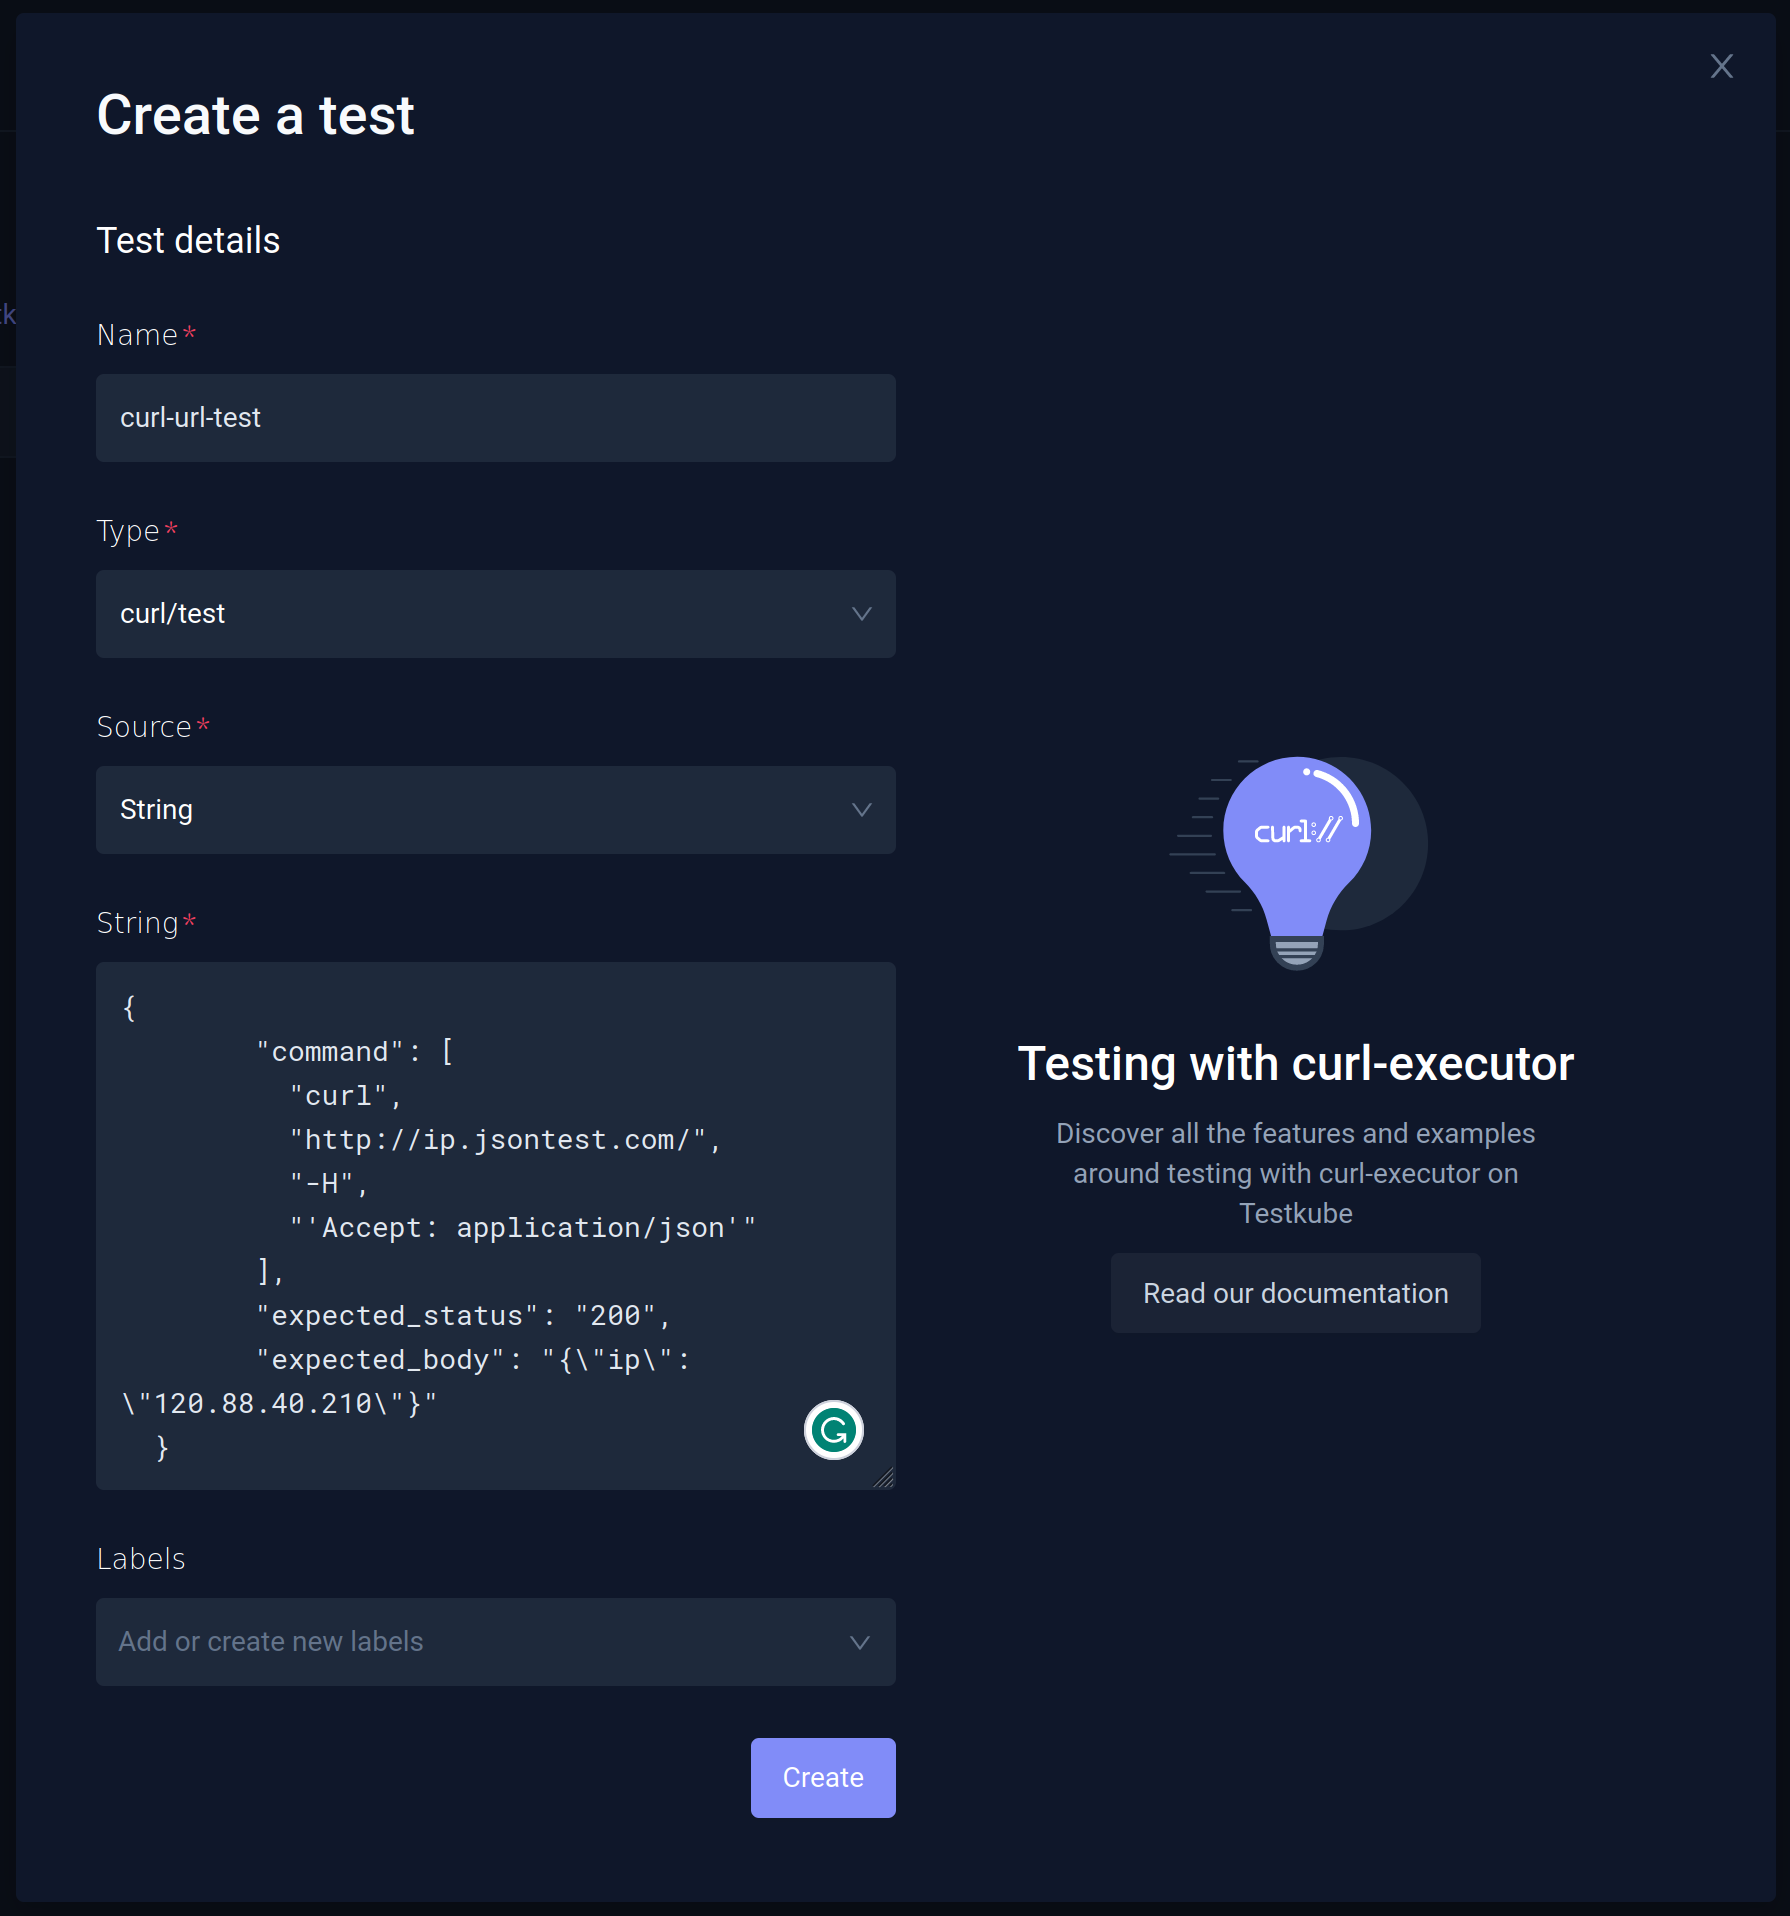 Create a test
Test details
Name*
curl-url-test
Type*
curl/test
Source*
String
String*
{
"command": [
"curl",
"http://ip.jsontest.com/",
"-H",
"'Accept: application/json'"
],
"expected_status": "200",
"expected_body": "{\"ip\":
\"120.88.40.210\"}"
}
Labels
Add or create new labels
Create
curl://
Testing with curl-executor
Discover all the features and examples
around testing with curl-executor on
Testkube
Read our documentation